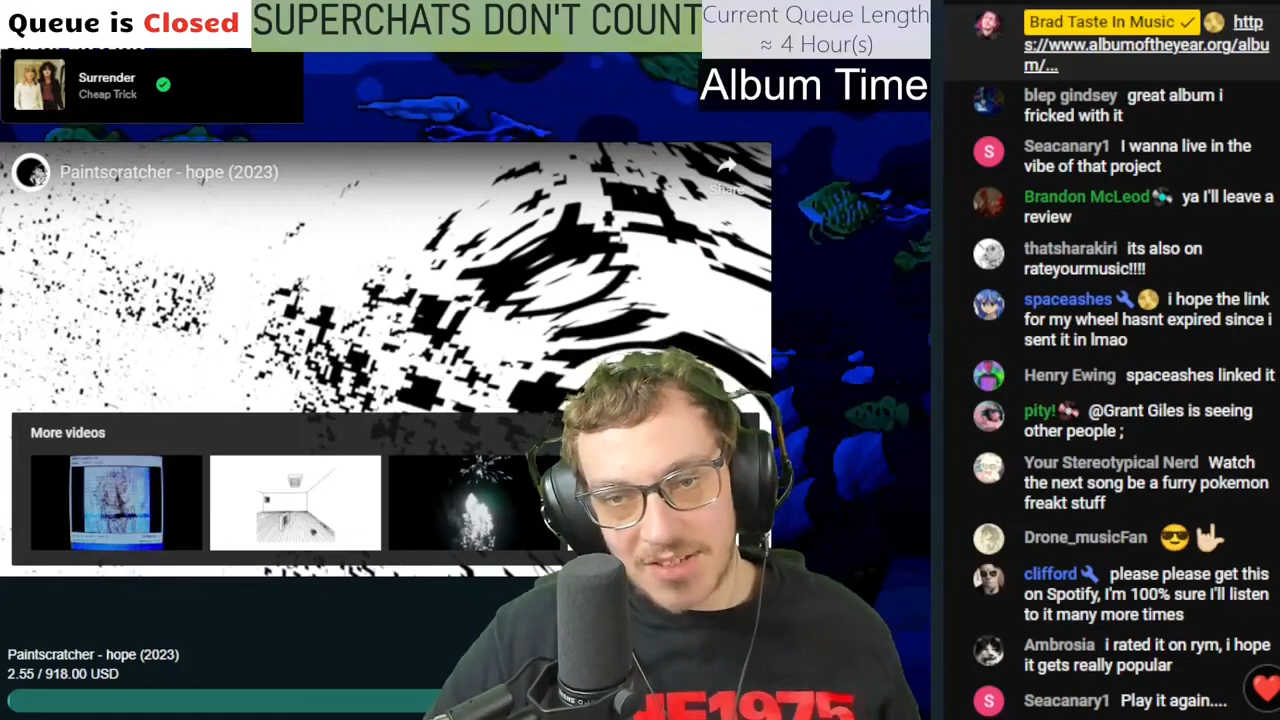 Queue is Closed
SUPERCHATS DON'T COUNT
Current Queue Length
≈ 4 Hour(s)
Album Time
Surrender
Cheap Trick
Paintscratcher - hope (2023)
Share
More videos
Paintscratcher - hope (2023)
2.55 / 918.00 USD
1975
Brad Taste In Music http
s://www.albumoftheyear.org/albu
m/...
blep gindsey great album i
fricked with it
Seacanary1 I wanna live in the
vibe of that project
Brandon McLeod ya I'll leave a
review
thatsharakiri its also on
rateyourmusic!!!!
spaceashes i hope the link
for my wheel hasnt expired since i
sent it in lmao
Henry Ewing spaceashes linked it
pity! @Grant Giles is seeing
other people ;
Your Stereotypical Nerd Watch
the next song be a furry pokemon
freakt stuff
Drone_musicFan 😎 🤟🏻
clifford please please get this
on Spotify, I'm 100% sure I'll listen
to it many more times
Ambrosia i rated it on rym, i hope
it gets really popular
S
Seacanary1 Play it again....
S